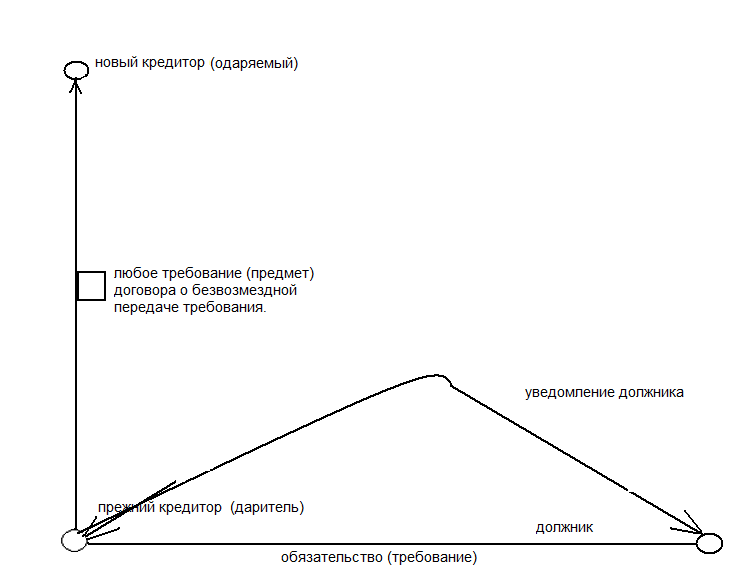 новый кредитор (одаряемый)
любое требование (предмет)
договора о безвозмездной
передаче требования.
уведомление должника
прежний кредитор (даритель)
должник
обязательство (требование)